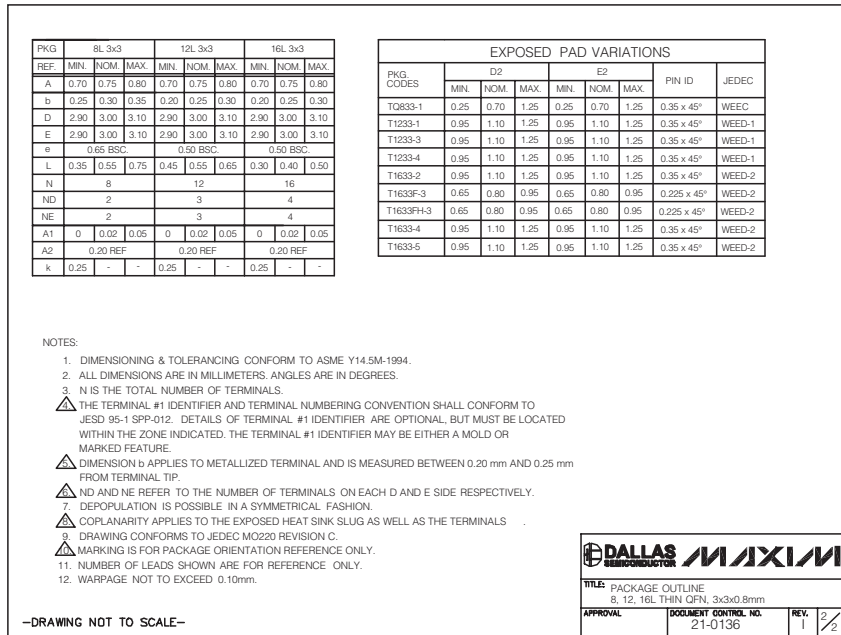 PKG 8L 3x3 12L 3x3 16L 3x3
REF. MIN. NOM. MAX. MIN. NOM. MAX. MIN. NOM. MAX.
A 0.70 0.75 0.80 0.70 0.75 0.80 0.70 0.75 0.80
b 0.25 0.30 0.35 0.20 0.25 0.30 0.20 0.25 0.30
D 2.90 3.00 3.10 2.90 3.00 3.10 2.90 3.00 3.10
E 2.90 3.00 3.10 2.90 3.00 3.10 2.90 3.00 3.10
e 0.65 BSC. 0.50 BSC. 0.50 BSC.
L 0.35 0.55 0.75 0.45 0.55 0.65 0.30 0.40 0.50
N 8 12 16
ND 2 3 4
NE 2 3 4
A1 0 0.02 0.05 0 0.02 0.05 0 0.02 0.05
A2 0.20 REF 0.20 REF 0.20 REF
k 0.25 - - 0.25 - - 0.25 - -
EXPOSED PAD VARIATIONS
PKG. CODES D2 E2 PIN ID JEDEC
MIN. NOM. MAX. MIN. NOM. MAX.
TQ833-1 0.25 0.70 1.25 0.25 0.70 1.25 0.35 x 45° WEEC
T1233-1 0.95 1.10 1.25 0.95 1.10 1.25 0.35 x 45° WEED-1
T1233-3 0.95 1.10 1.25 0.95 1.10 1.25 0.35 x 45° WEED-1
T1233-4 0.95 1.10 1.25 0.95 1.10 1.25 0.35 x 45° WEED-1
T1633-2 0.95 1.10 1.25 0.95 1.10 1.25 0.35 x 45° WEED-2
T1633F-3 0.65 0.80 0.95 0.65 0.80 0.95 0.225 x 45° WEED-2
T1633FH-3 0.65 0.80 0.95 0.65 0.80 0.95 0.225 x 45° WEED-2
T1633-4 0.95 1.10 1.25 0.95 1.10 1.25 0.35 x 45° WEED-2
T1633-5 0.95 1.10 1.25 0.95 1.10 1.25 0.35 x 45° WEED-2
NOTES:
1. DIMENSIONING & TOLERANCING CONFORM TO ASME Y14.5M-1994.
2. ALL DIMENSIONS ARE IN MILLIMETERS. ANGLES ARE IN DEGREES.
3. N IS THE TOTAL NUMBER OF TERMINALS.
4. THE TERMINAL #1 IDENTIFIER AND TERMINAL NUMBERING CONVENTION SHALL CONFORM TO
JESD 95-1 SPP-012. DETAILS OF TERMINAL #1 IDENTIFIER ARE OPTIONAL, BUT MUST BE LOCATED
WITHIN THE ZONE INDICATED. THE TERMINAL #1 IDENTIFIER MAY BE EITHER A MOLD OR
MARKED FEATURE.
5. DIMENSION b APPLIES TO METALLIZED TERMINAL AND IS MEASURED BETWEEN 0.20 mm AND 0.25 mm
FROM TERMINAL TIP.
6. ND AND NE REFER TO THE NUMBER OF TERMINALS ON EACH D AND E SIDE RESPECTIVELY.
7. DEPOPULATION IS POSSIBLE IN A SYMMETRICAL FASHION.
8. COPLANARITY APPLIES TO THE EXPOSED HEAT SINK SLUG AS WELL AS THE TERMINALS .
9. DRAWING CONFORMS TO JEDEC MO220 REVISION C.
10. MARKING IS FOR PACKAGE ORIENTATION REFERENCE ONLY.
11. NUMBER OF LEADS SHOWN ARE FOR REFERENCE ONLY.
12. WARPAGE NOT TO EXCEED 0.10mm.
DALLAS SEMICONDUCTOR MAXIM
TITLE: PACKAGE OUTLINE
8, 12, 16L THIN QFN, 3x3x0.8mm
APPROVAL DOCUMENT CONTROL NO. REV.
21-0136 I 2/2
-DRAWING NOT TO SCALE-